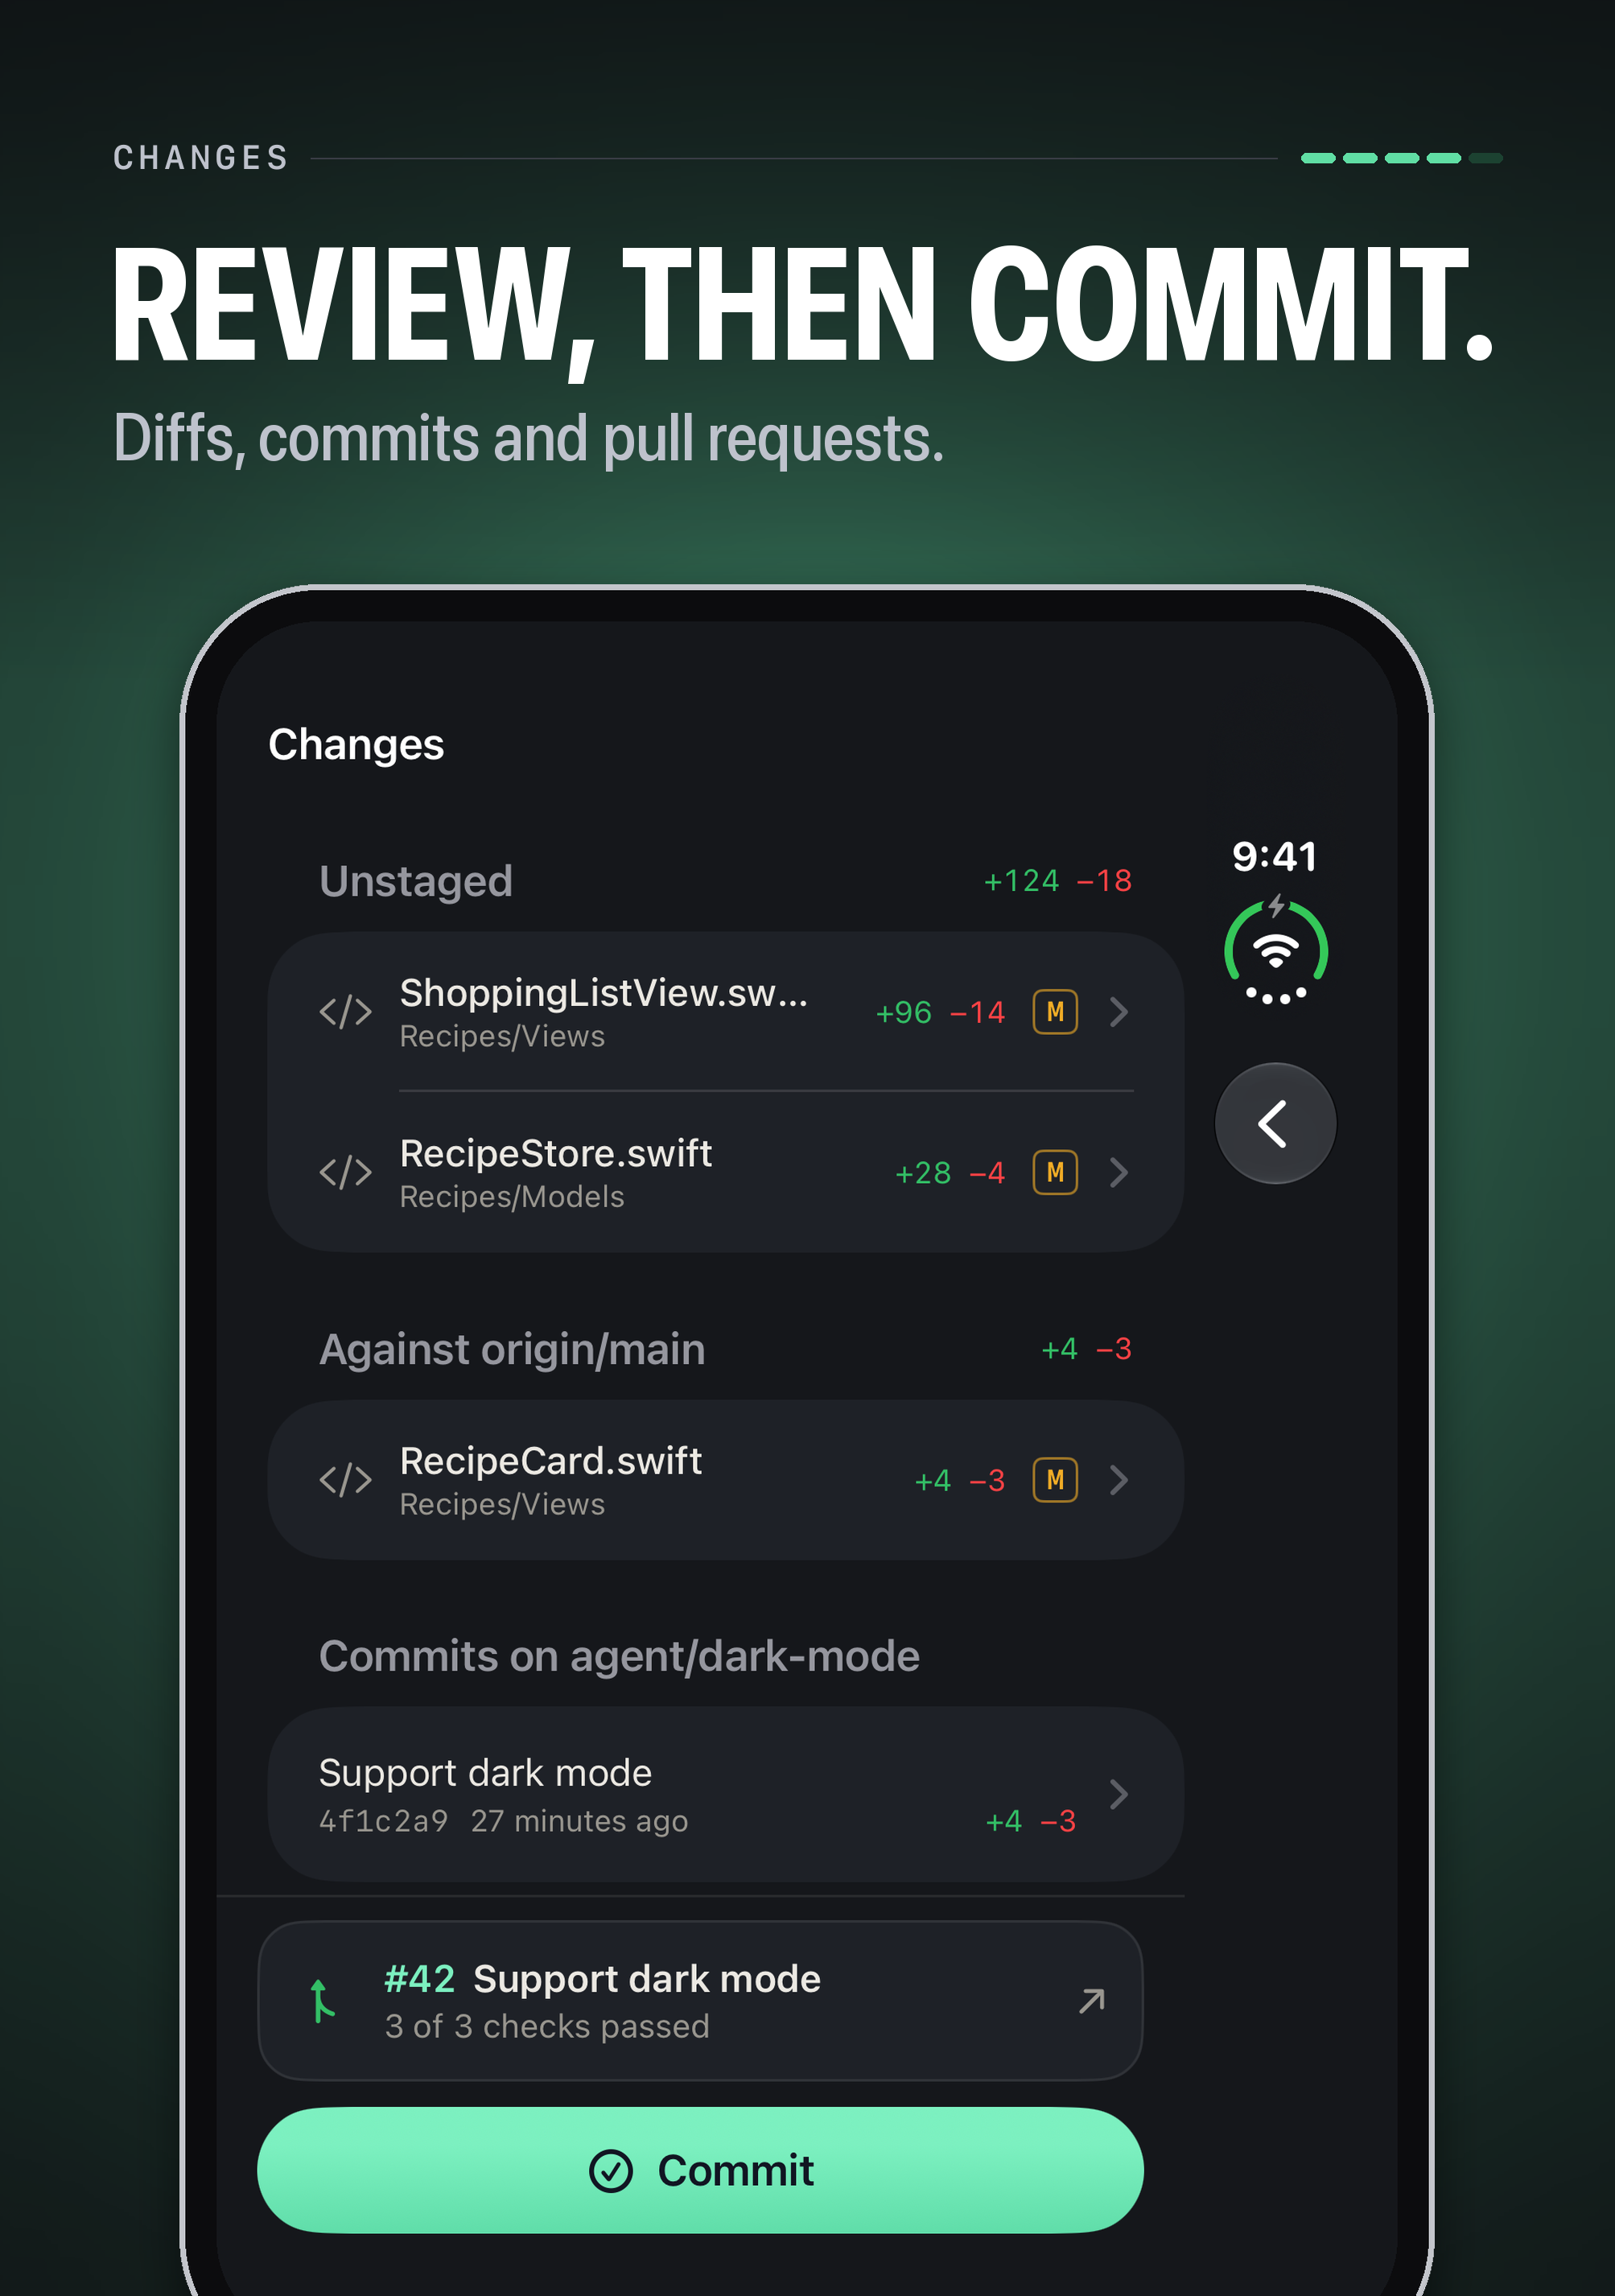 CHANGES
REVIEW, THEN COMMIT.
Diffs, commits and pull requests.
Changes
9:41
Unstaged +124 −18
ShoppingListView.sw... +96 −14 M
Recipes/Views
RecipeStore.swift +28 −4 M
Recipes/Models
Against origin/main +4 −3
RecipeCard.swift +4 −3 M
Recipes/Views
Commits on agent/dark-mode
Support dark mode
4f1c2a9 27 minutes ago +4 −3
#42 Support dark mode
3 of 3 checks passed
Commit